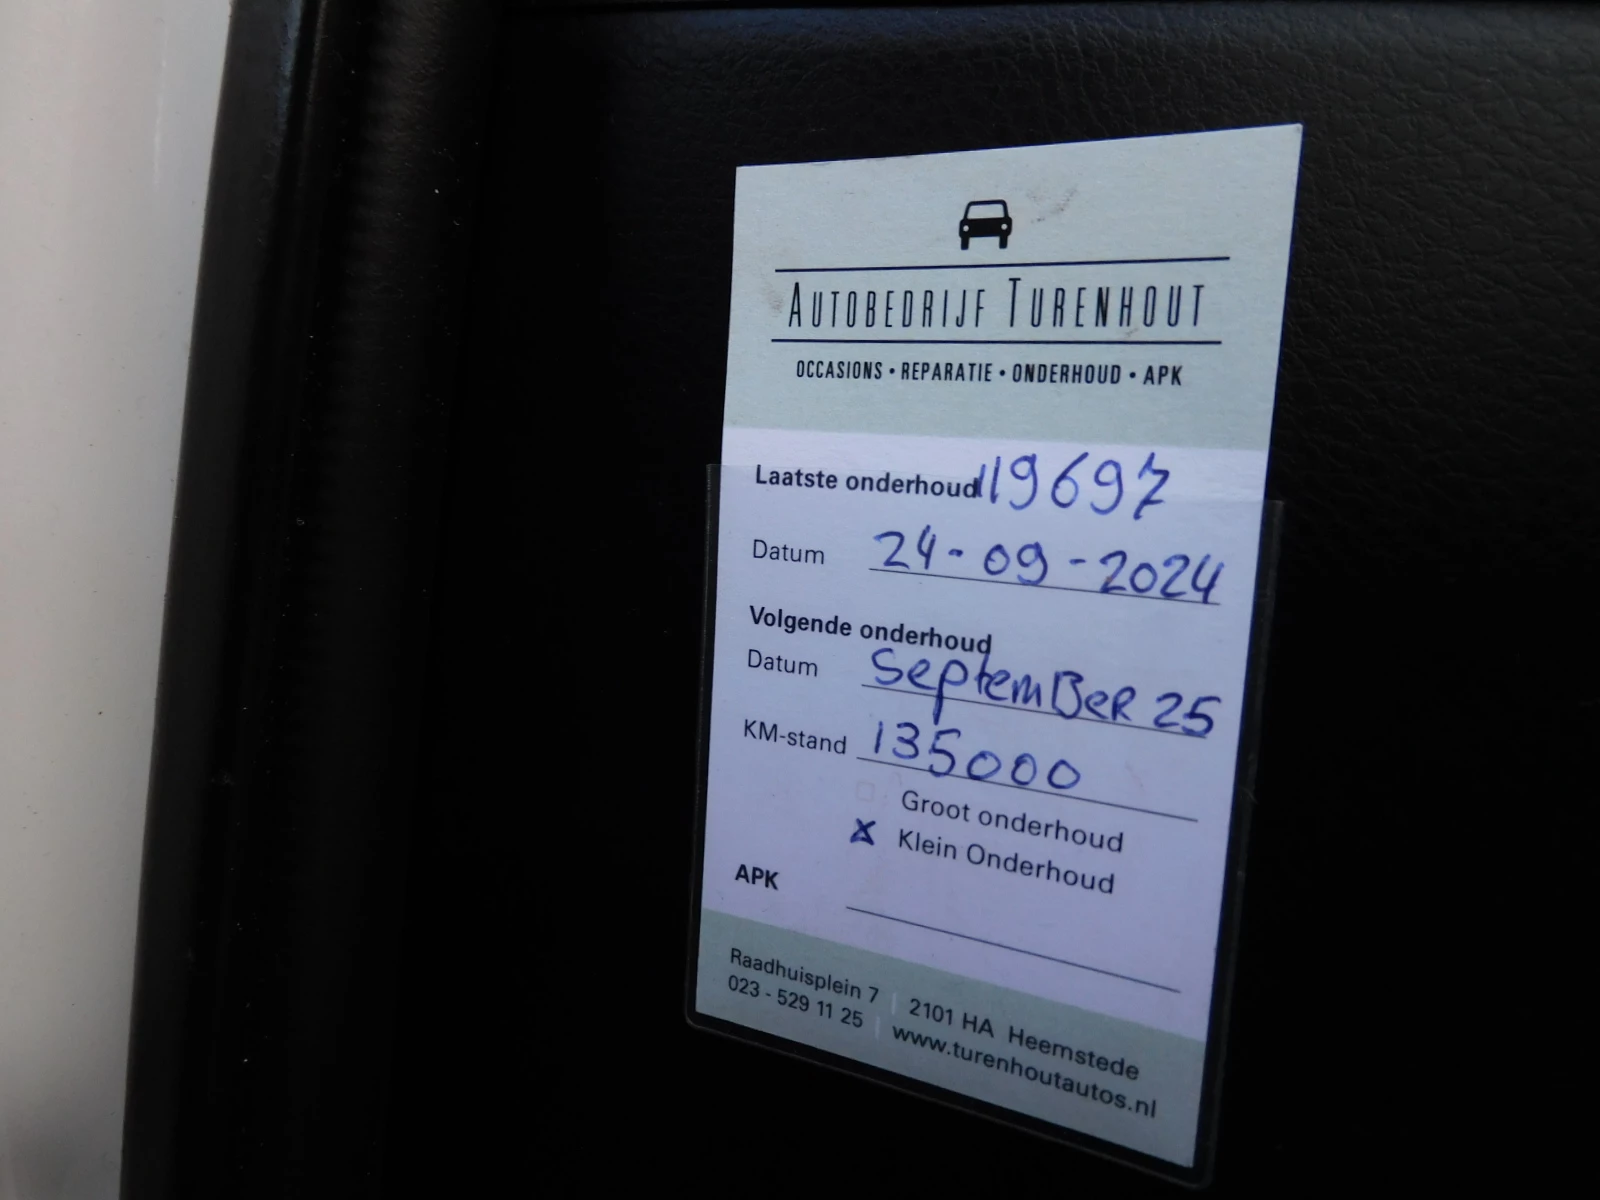 AUTOBEDRIJF TURENHOUT
OCCASIONS • REPARATIE • ONDERHOUD • APK
Laatste onderhoud 119697
Datum 24-09-2024
Volgende onderhoud
Datum SeptemBeR 25
KM-stand 135000
Groot onderhoud
X Klein Onderhoud
APK
Raadhuisplein 7 | 2101 HA Heemstede
023 - 529 11 25 | www.turenhoutautos.nl